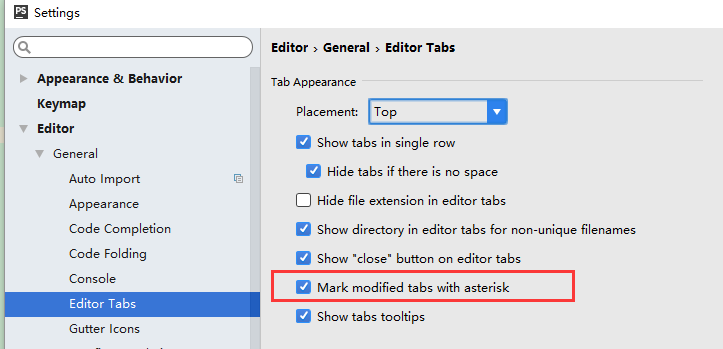 PS Settings
Appearance & Behavior
Keymap
Editor
General
Auto Import
Appearance
Code Completion
Code Folding
Console
Editor Tabs
Gutter Icons
Editor › General › Editor Tabs
Tab Appearance
Placement: Top
Show tabs in single row
Hide tabs if there is no space
Hide file extension in editor tabs
Show directory in editor tabs for non-unique filenames
Show "close" button on editor tabs
Mark modified tabs with asterisk
Show tabs tooltips